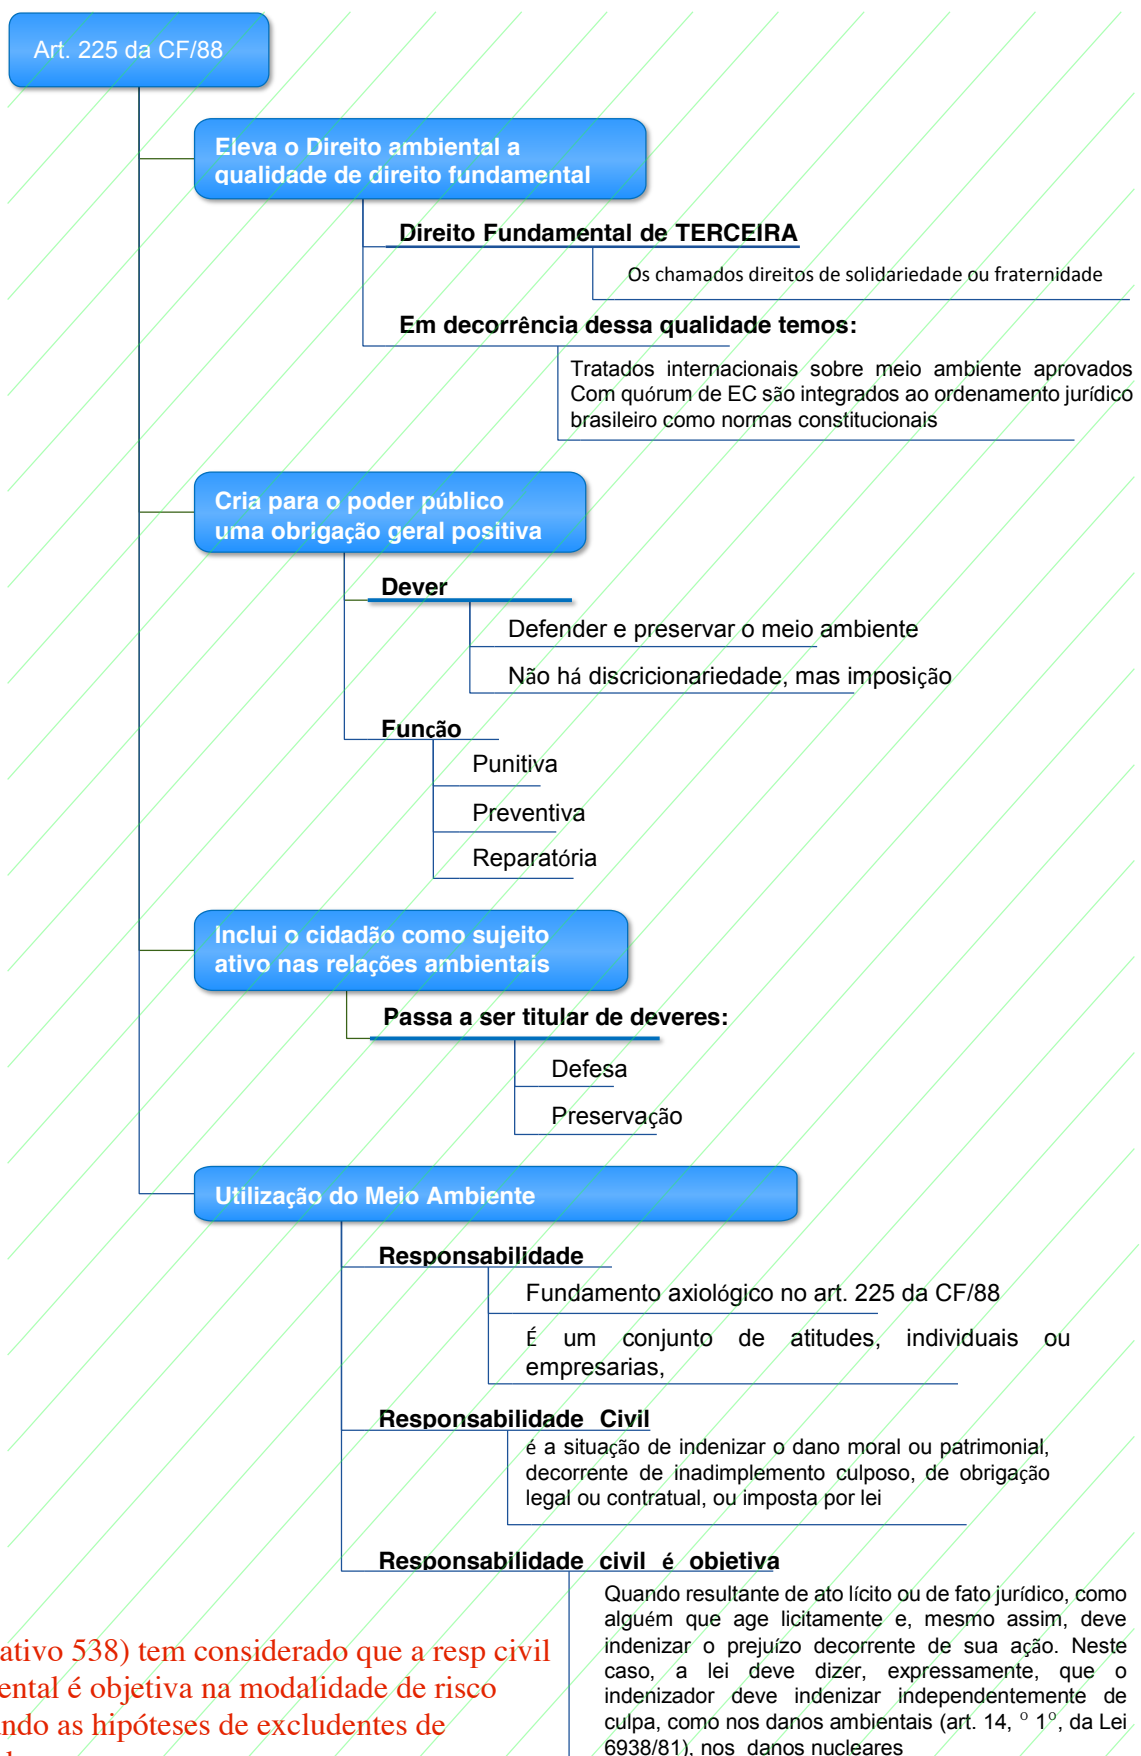 Art. 225 da CF/88
Eleva o Direito ambiental a
qualidade de direito fundamental
Direito Fundamental de TERCEIRA
Os chamados direitos de solidariedade ou fraternidade
Em decorrência dessa qualidade temos:
Tratados internacionais sobre meio ambiente aprovados
Com quórum de EC são integrados ao ordenamento jurídico
brasileiro como normas constitucionais
Cria para o poder público
uma obrigação geral positiva
Dever
Defender e preservar o meio ambiente
Não há discricionariedade, mas imposição
Função
Punitiva
Preventiva
Reparatória
Inclui o cidadão como sujeito
ativo nas relações ambientais
Passa a ser titular de deveres:
Defesa
Preservação
Utilização do Meio Ambiente
Responsabilidade
Fundamento axiológico no art. 225 da CF/88
É um conjunto de atitudes, individuais ou
empresarias,
Responsabilidade Civil
é a situação de indenizar o dano moral ou patrimonial,
decorrente de inadimplemento culposo, de obrigação
legal ou contratual, ou imposta por lei
Responsabilidade civil é objetiva
Quando resultante de ato lícito ou de fato jurídico, como
alguém que age licitamente e, mesmo assim, deve
indenizar o prejuízo decorrente de sua ação. Neste
caso, a lei deve dizer, expressamente, que o
indenizador deve indenizar independentemente de
culpa, como nos danos ambientais (art. 14, º 1º, da Lei
6938/81), nos danos nucleares
ativo 538) tem considerado que a resp civil
ental é objetiva na modalidade de risco
ndo as hipóteses de excludentes de